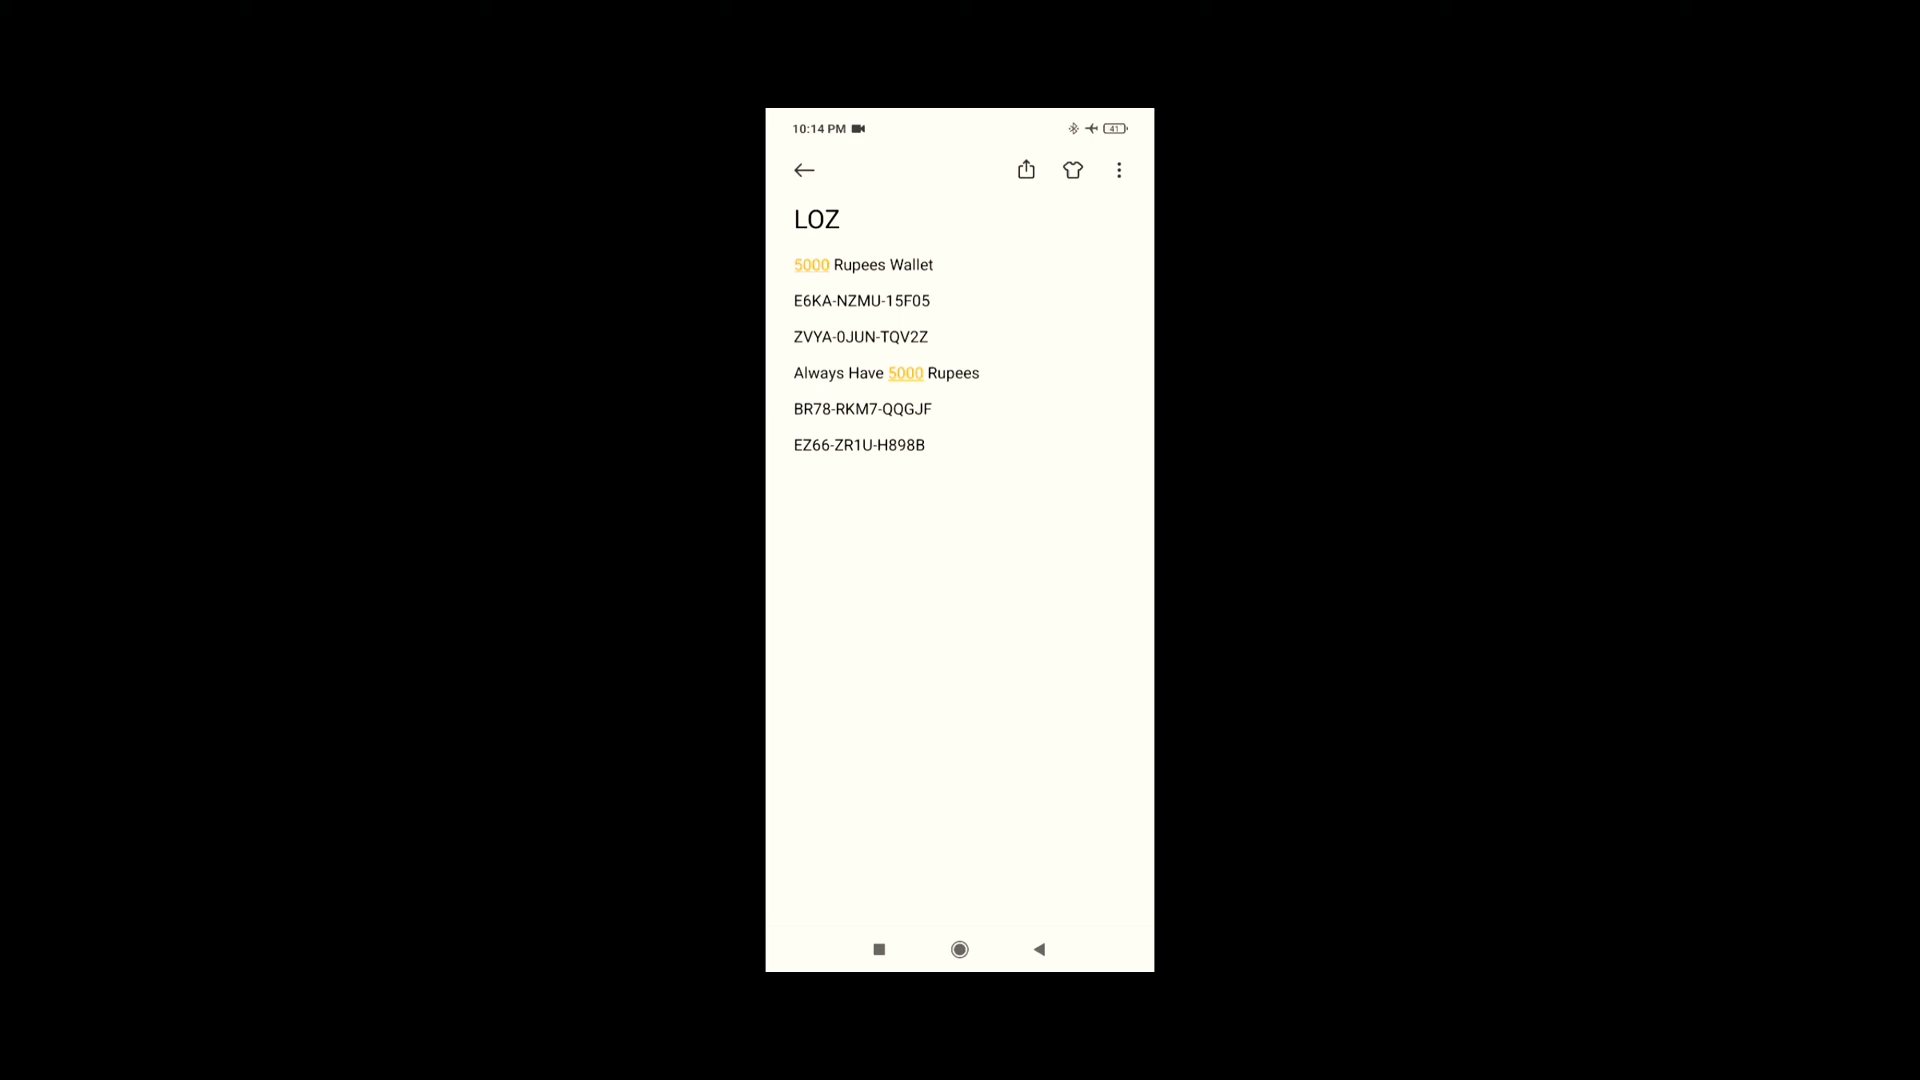 10:14 PM
41
LOZ
5000 Rupees Wallet
E6KA-NZMU-15F05
ZVYA-0JUN-TQV2Z
Always Have 5000 Rupees
BR78-RKM7-QQGJF
EZ66-ZR1U-H898B